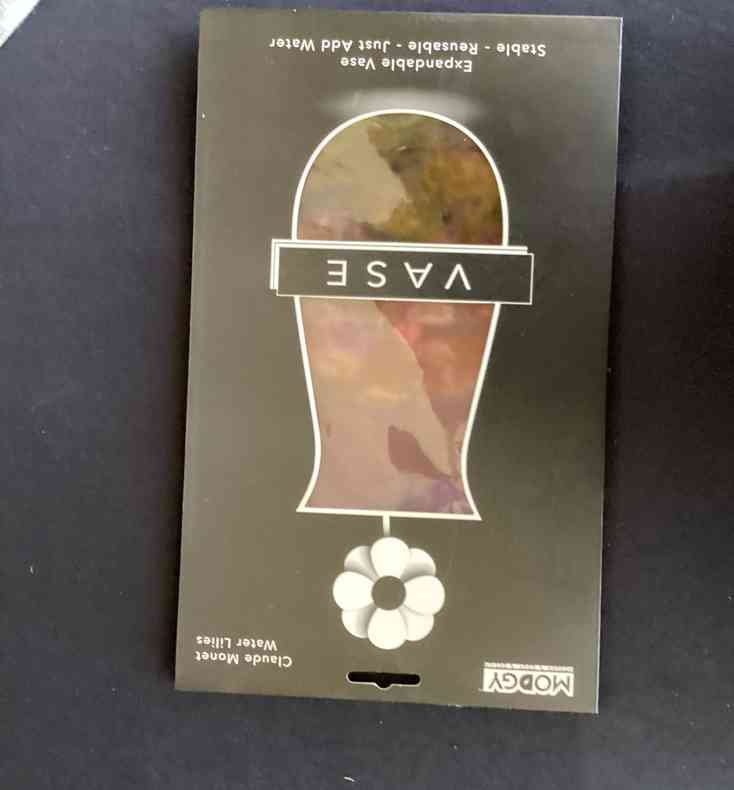 MODGY
Claude Monet
Water Lilies
VASE
Expandable Vase
Stable - Reusable - Just Add Water